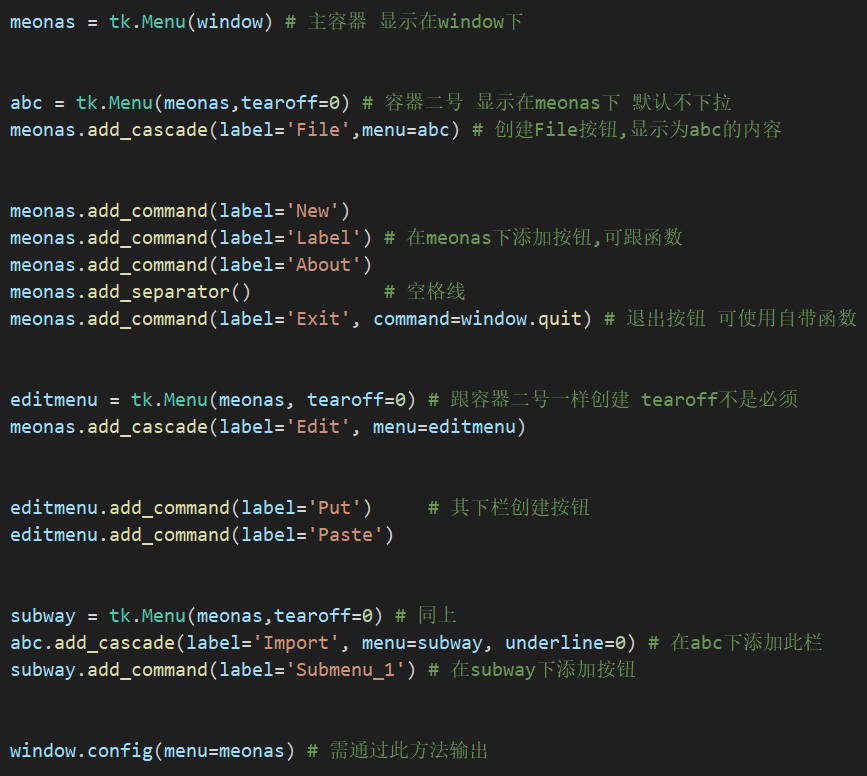 meonas = tk.Menu(window) # 主容器 显示在window下
abc = tk.Menu(meonas,tearoff=0) # 容器二号 显示在meonas下 默认不下拉
meonas.add_cascade(label='File',menu=abc) # 创建File按钮,显示为abc的内容
meonas.add_command(label='New')
meonas.add_command(label='Label') # 在meonas下添加按钮,可跟函数
meonas.add_command(label='About')
meonas.add_separator()            # 空格线
meonas.add_command(label='Exit', command=window.quit) # 退出按钮 可使用自带函数
editmenu = tk.Menu(meonas, tearoff=0) # 跟容器二号一样创建 tearoff不是必须
meonas.add_cascade(label='Edit', menu=editmenu)
editmenu.add_command(label='Put')     # 其下栏创建按钮
editmenu.add_command(label='Paste')
subway = tk.Menu(meonas,tearoff=0) # 同上
abc.add_cascade(label='Import', menu=subway, underline=0) # 在abc下添加此栏
subway.add_command(label='Submenu_1') # 在subway下添加按钮
window.config(menu=meonas) # 需通过此方法输出